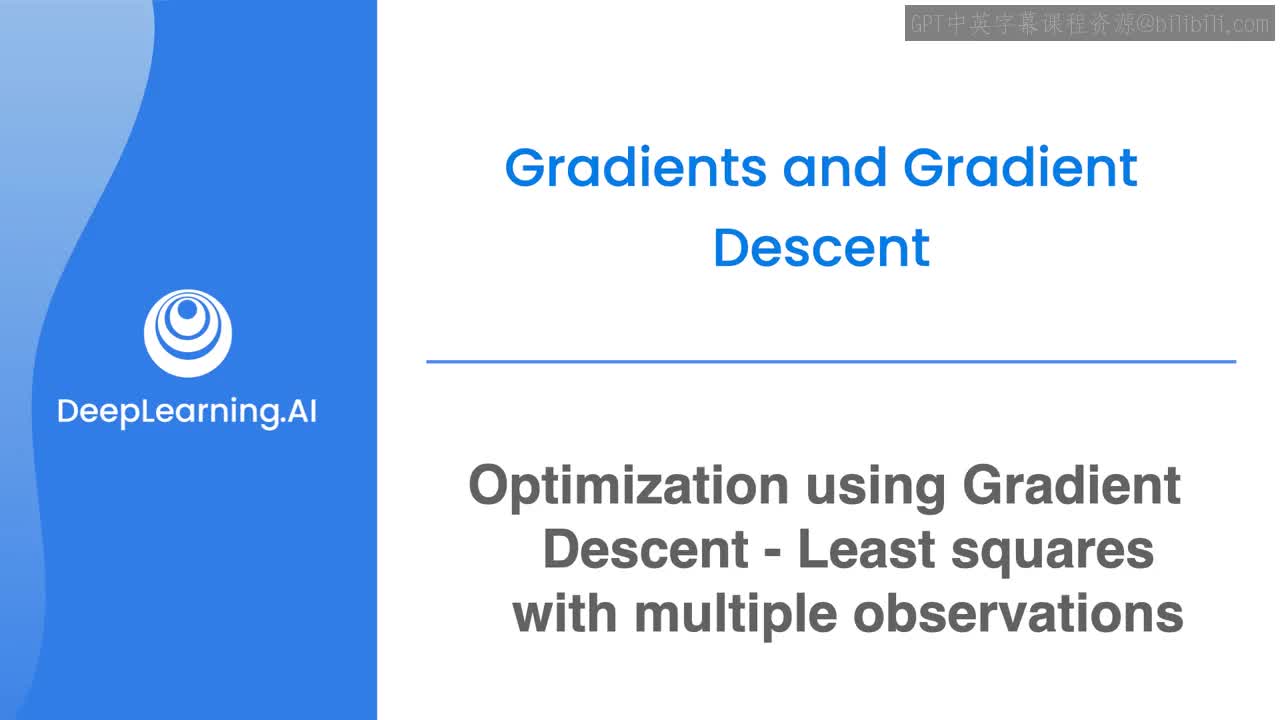 GPT中英字幕课程资源@bilibili.com
Gradients and Gradient
Descent
DeepLearning.AI
Optimization using Gradient
Descent - Least squares
with multiple observations